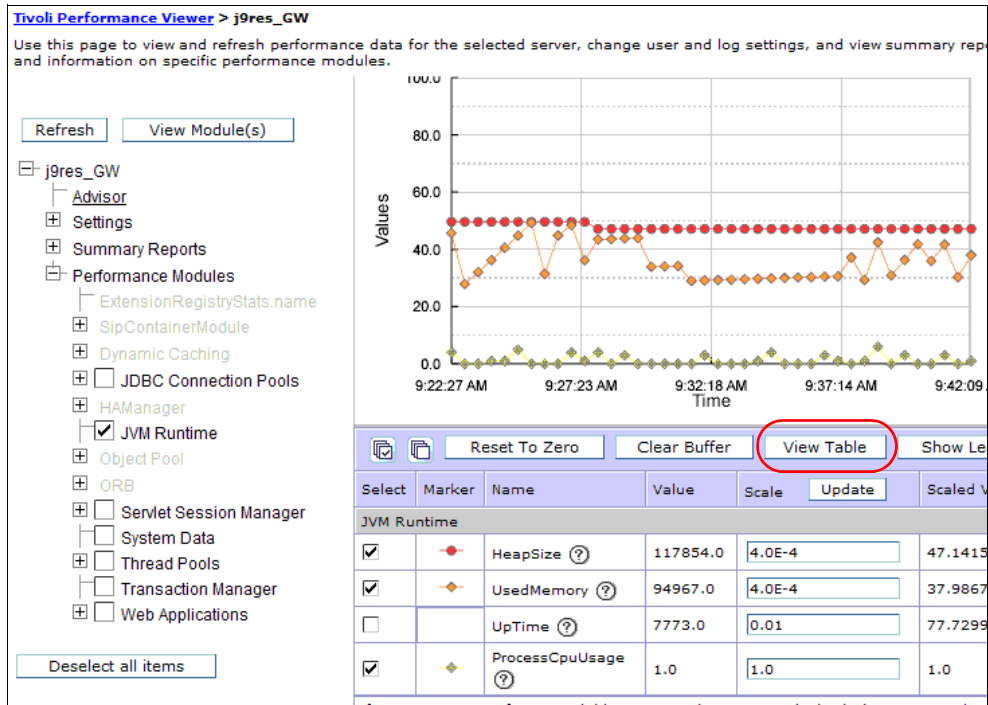 Tivoli Performance Viewer > j9res_GW
Use this page to view and refresh performance data for the selected server, change user and log settings, and view summary rep
and information on specific performance modules.
Refresh
View Module(s)
j9res_GW
Advisor
Settings
Summary Reports
Performance Modules
ExtensionRegistryStats.name
SipContainerModule
Dynamic Caching
JDBC Connection Pools
HAManager
JVM Runtime
Object Pool
ORB
Servlet Session Manager
System Data
Thread Pools
Transaction Manager
Web Applications
Deselect all items
100.0
80.0
60.0
40.0
20.0
0.0
Values
9:22:27 AM 9:27:23 AM 9:32:18 AM 9:37:14 AM 9:42:09
Time
Reset To Zero Clear Buffer View Table Show Le
Select Marker Name Value Scale Update Scaled V
JVM Runtime
HeapSize ? 117854.0 4.0E-4 47.1415
UsedMemory ? 94967.0 4.0E-4 37.9867
UpTime ? 7773.0 0.01 77.7299
ProcessCpuUsage ? 1.0 1.0 1.0